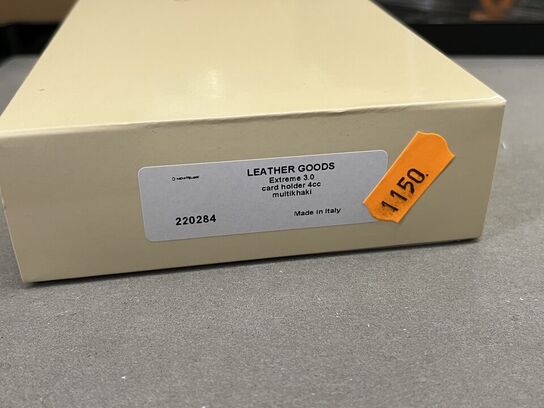 LEATHER GOODS
Extreme 3.0
card holder 4cc
multikhaki
220284
Made in Italy
1150.